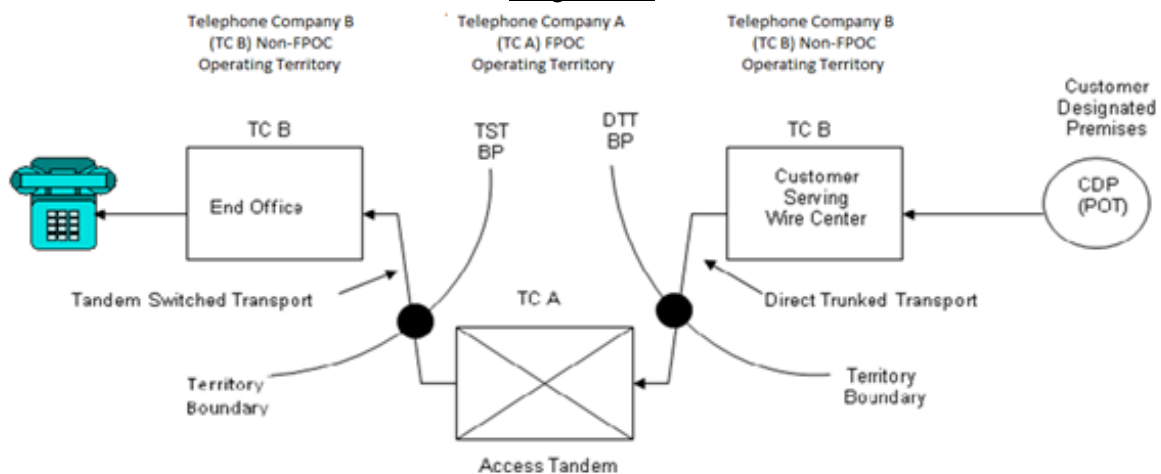 Telephone Company B
(TC B) Non-FPOC
Operating Territory
Telephone Company A
(TC A) FPOC
Operating Territory
Telephone Company B
(TC B) Non-FPOC
Operating Territory
Customer
Designated
Premises
TC B
TST
BP
DTT
BP
TC B
End Office
Customer
Serving
Wire Center
CDP
(POT)
Tandem Switched Transport
TC A
Direct Trunked Transport
Territory
Boundary
Territory
Boundary
Access Tandem